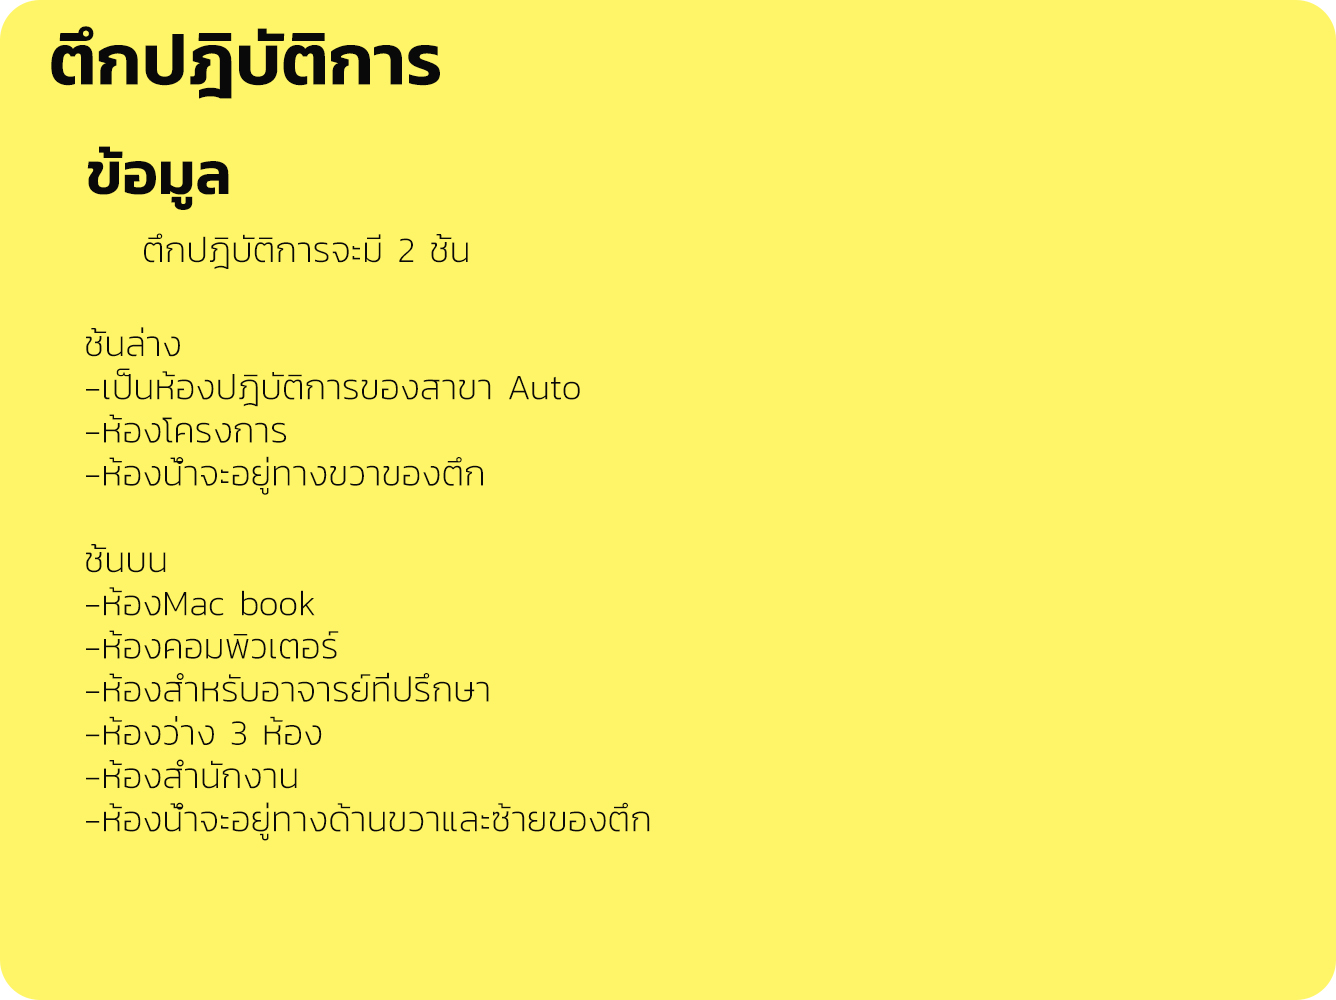 ตึกปฎิบัติการ
ข้อมูล
ตึกปฎิบัติการจะมี 2 ชั้น
ชั้นล่าง
-เป็นห้องปฎิบัติการของสาขา Auto
-ห้องโครงการ
-ห้องน้ำจะอยู่ทางขวาของตึก
ชั้นบน
-ห้องMac book
-ห้องคอมพิวเตอร์
-ห้องสำหรับอาจารย์ที่ปรึกษา
-ห้องว่าง 3 ห้อง
-ห้องสำนักงาน
-ห้องน้ำจะอยู่ทางด้านขวาและซ้ายของตึก